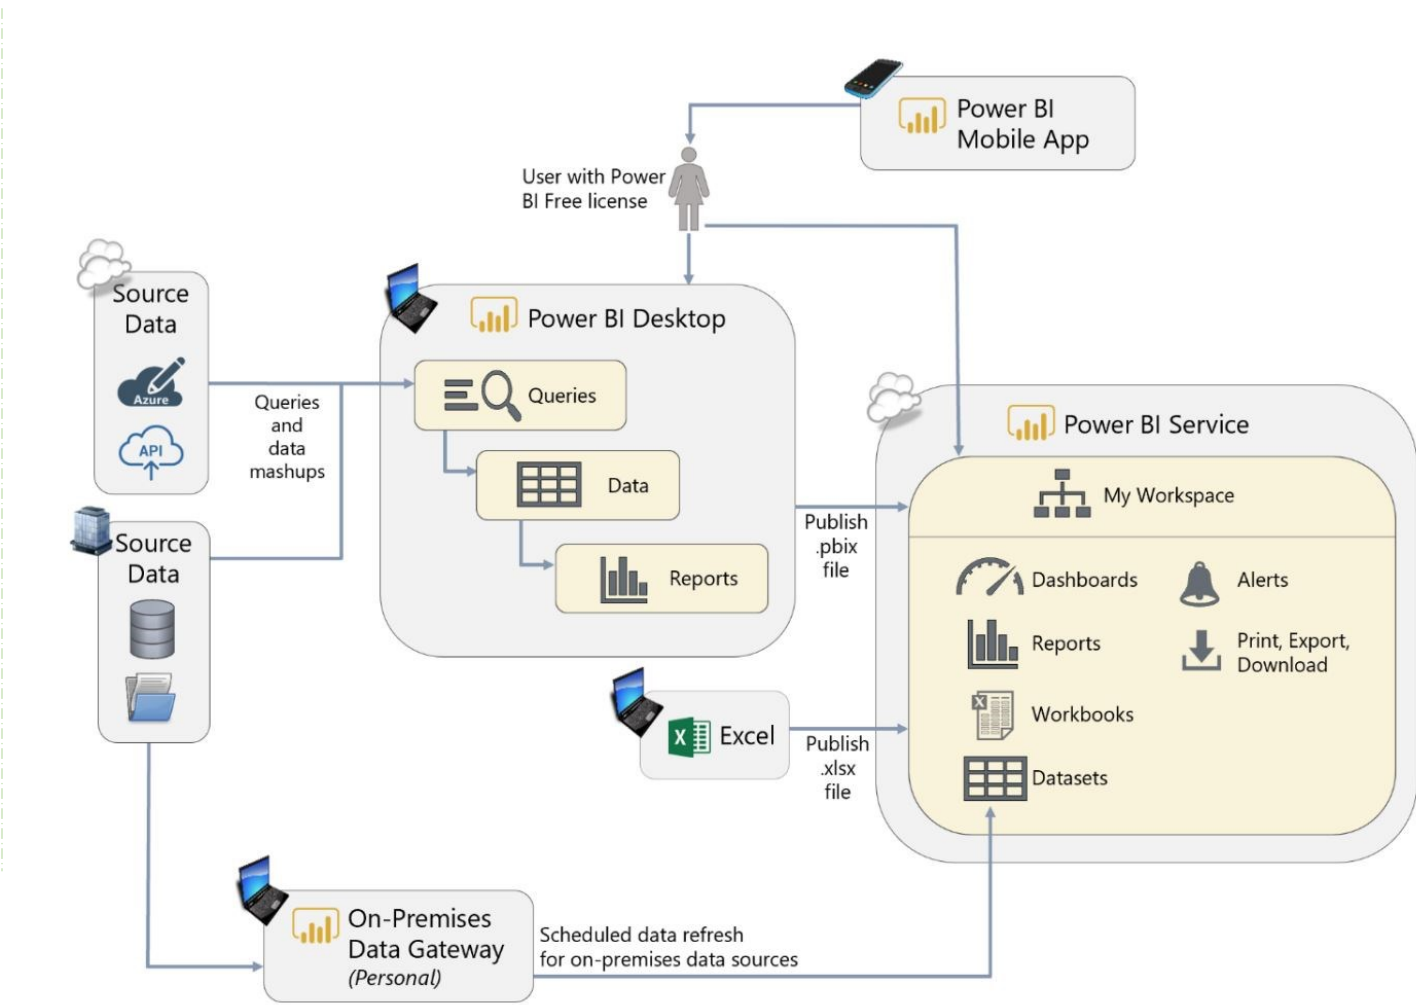 Power BI
Mobile App
User with Power
BI Free license
Source
Data
Azure
API
Queries
and
data
mashups
Source
Data
Power BI Desktop
Queries
Data
Reports
Publish
.pbix
file
Excel
Publish
.xlsx
file
Power BI Service
My Workspace
Dashboards
Alerts
Reports
Print, Export,
Download
Workbooks
Datasets
On-Premises
Data Gateway
(Personal)
Scheduled data refresh
for on-premises data sources